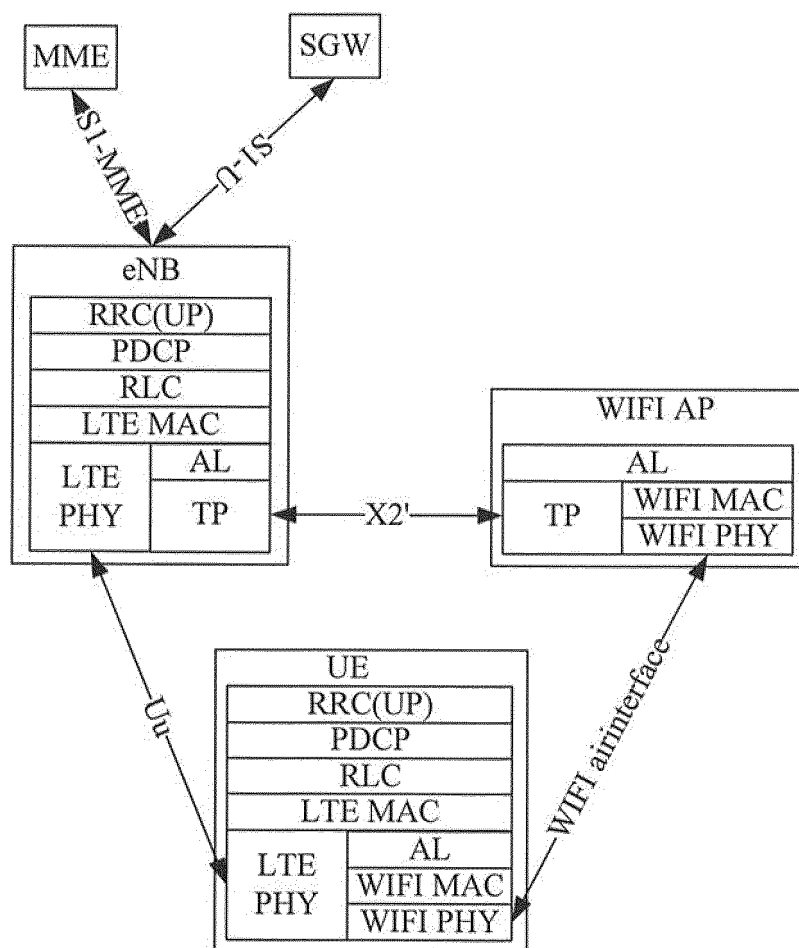 MME
SGW
S1-MME
S1-U
eNB
RRC(UP)
PDCP
RLC
LTE MAC
LTE
PHY
AL
TP
X2'
WIFI AP
AL
TP
WIFI MAC
WIFI PHY
Uu
WIFI airinterface
UE
RRC(UP)
PDCP
RLC
LTE MAC
LTE
PHY
AL
WIFI MAC
WIFI PHY